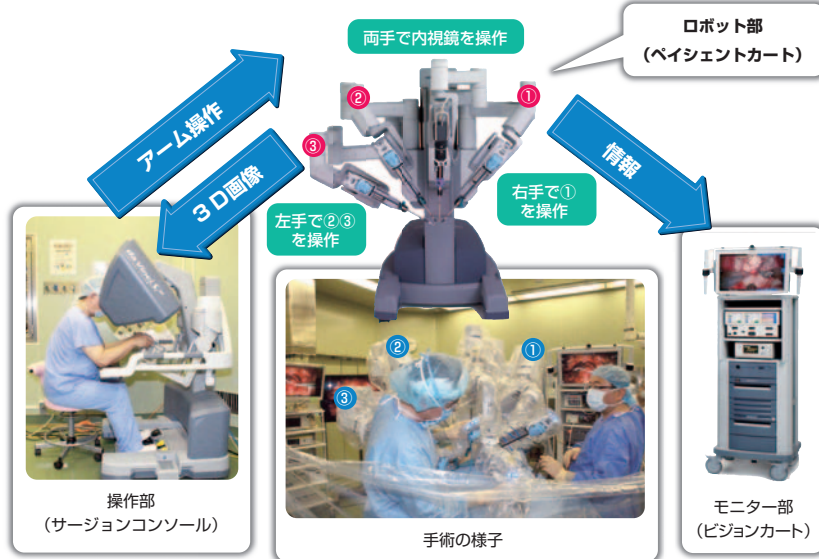 両手で内視鏡を操作
ロボット部
（ペイシェントカート）
②
①
③
アーム操作
3D画像
情報
右手で①
を操作
左手で②③
を操作
②
①
③
操作部
（サージョンコンソール）
手術の様子
モニター部
（ビジョンカート）